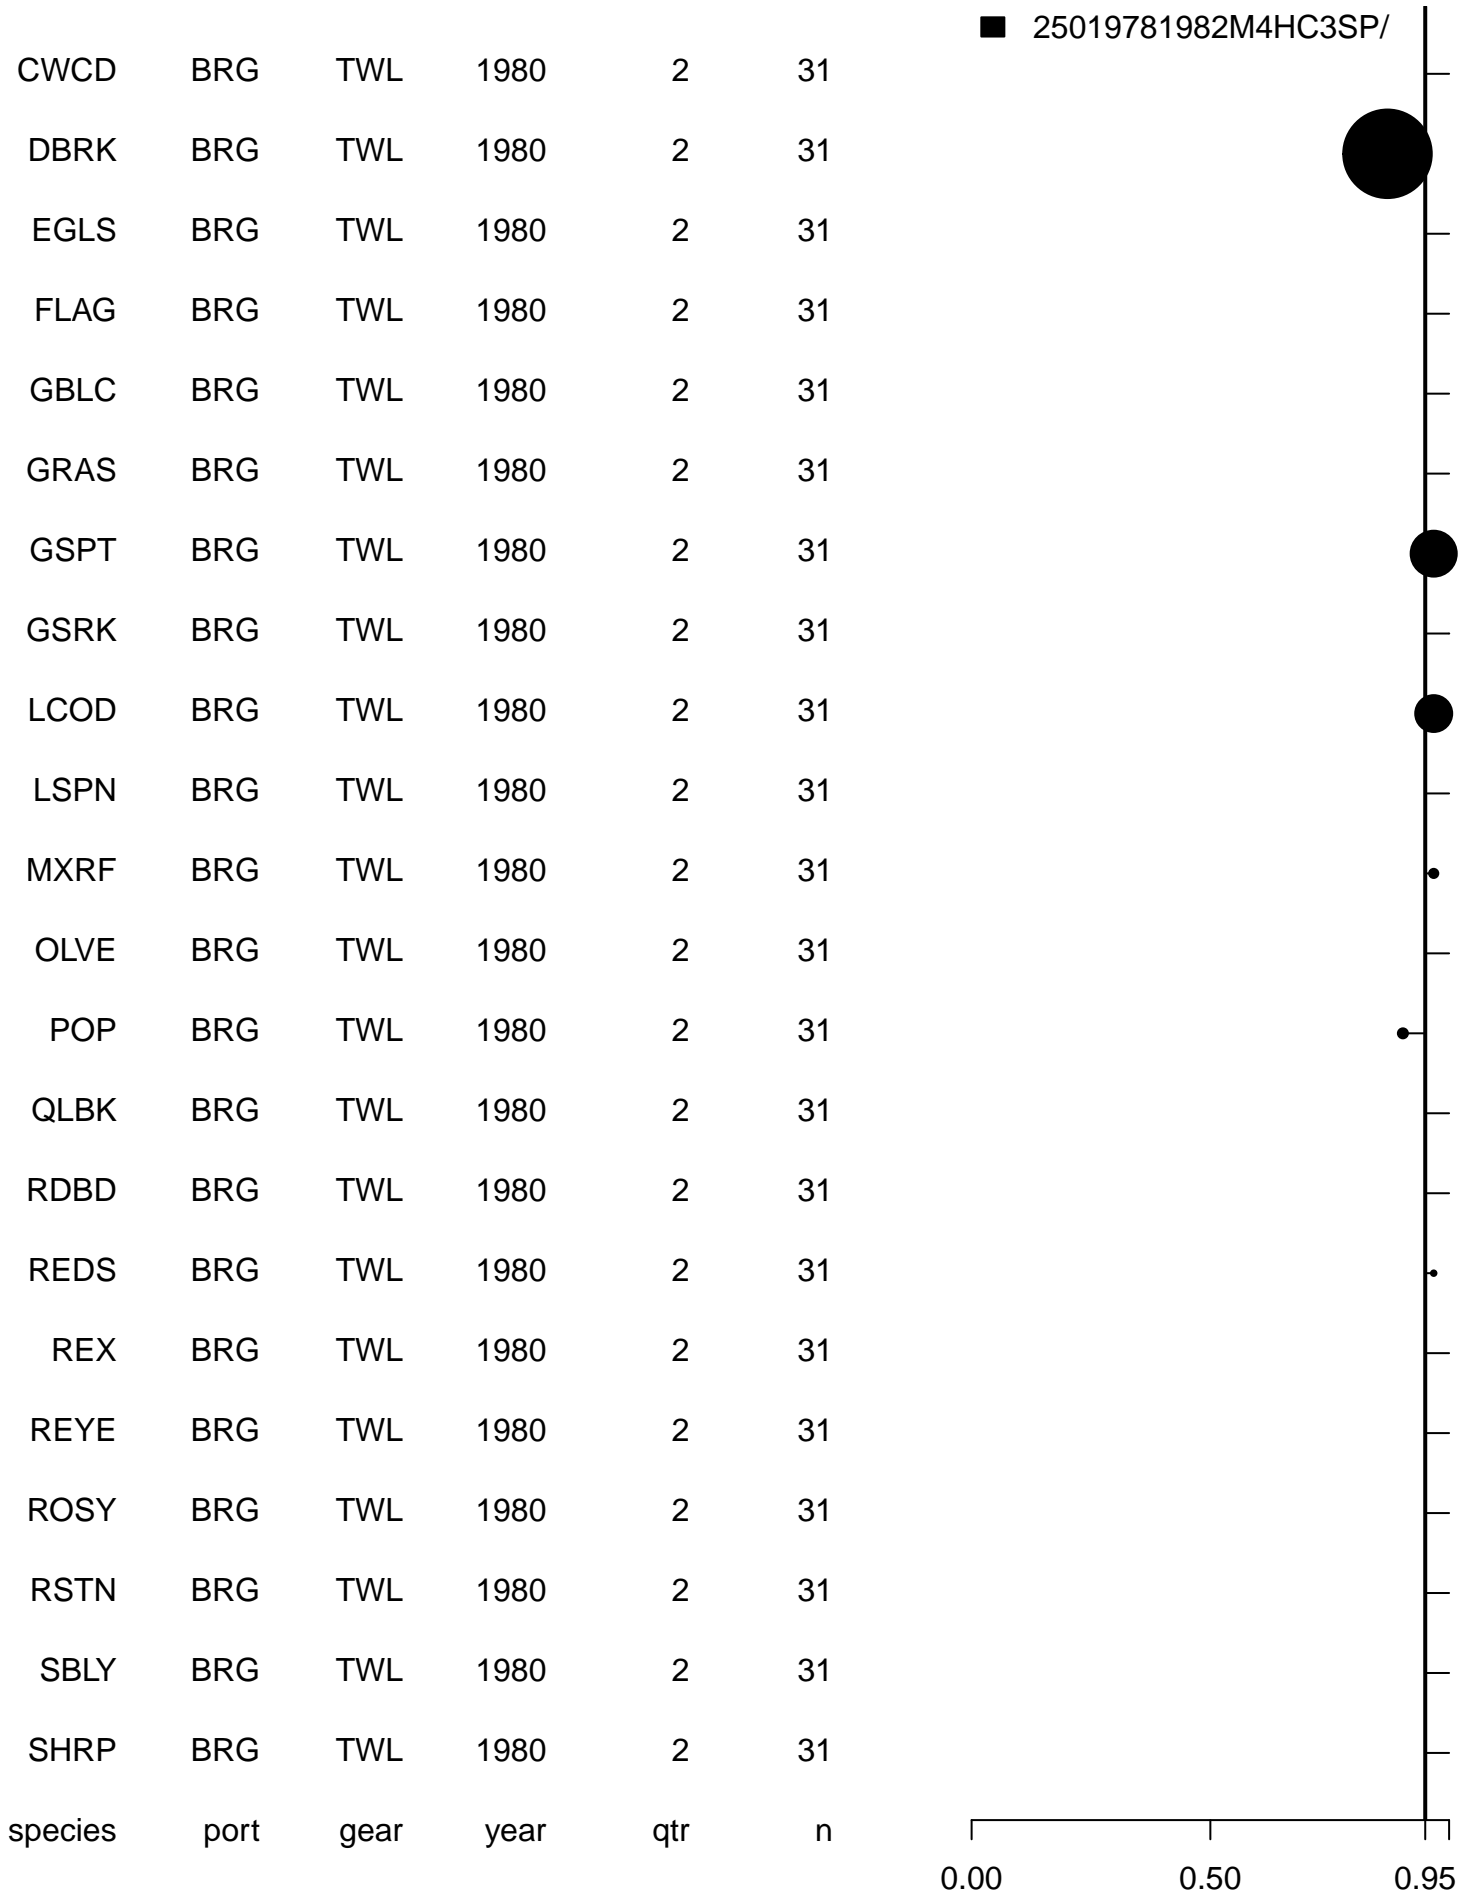 25019781982M4HC3SP/
CWCD BRG TWL 1980 2 31
DBRK BRG TWL 1980 2 31
EGLS BRG TWL 1980 2 31
FLAG BRG TWL 1980 2 31
GBLC BRG TWL 1980 2 31
GRAS BRG TWL 1980 2 31
GSPT BRG TWL 1980 2 31
GSRK BRG TWL 1980 2 31
LCOD BRG TWL 1980 2 31
LSPN BRG TWL 1980 2 31
MXRF BRG TWL 1980 2 31
OLVE BRG TWL 1980 2 31
POP BRG TWL 1980 2 31
QLBK BRG TWL 1980 2 31
RDBD BRG TWL 1980 2 31
REDS BRG TWL 1980 2 31
REX BRG TWL 1980 2 31
REYE BRG TWL 1980 2 31
ROSY BRG TWL 1980 2 31
RSTN BRG TWL 1980 2 31
SBLY BRG TWL 1980 2 31
SHRP BRG TWL 1980 2 31
species port gear year qtr n
0.00 0.50 0.95